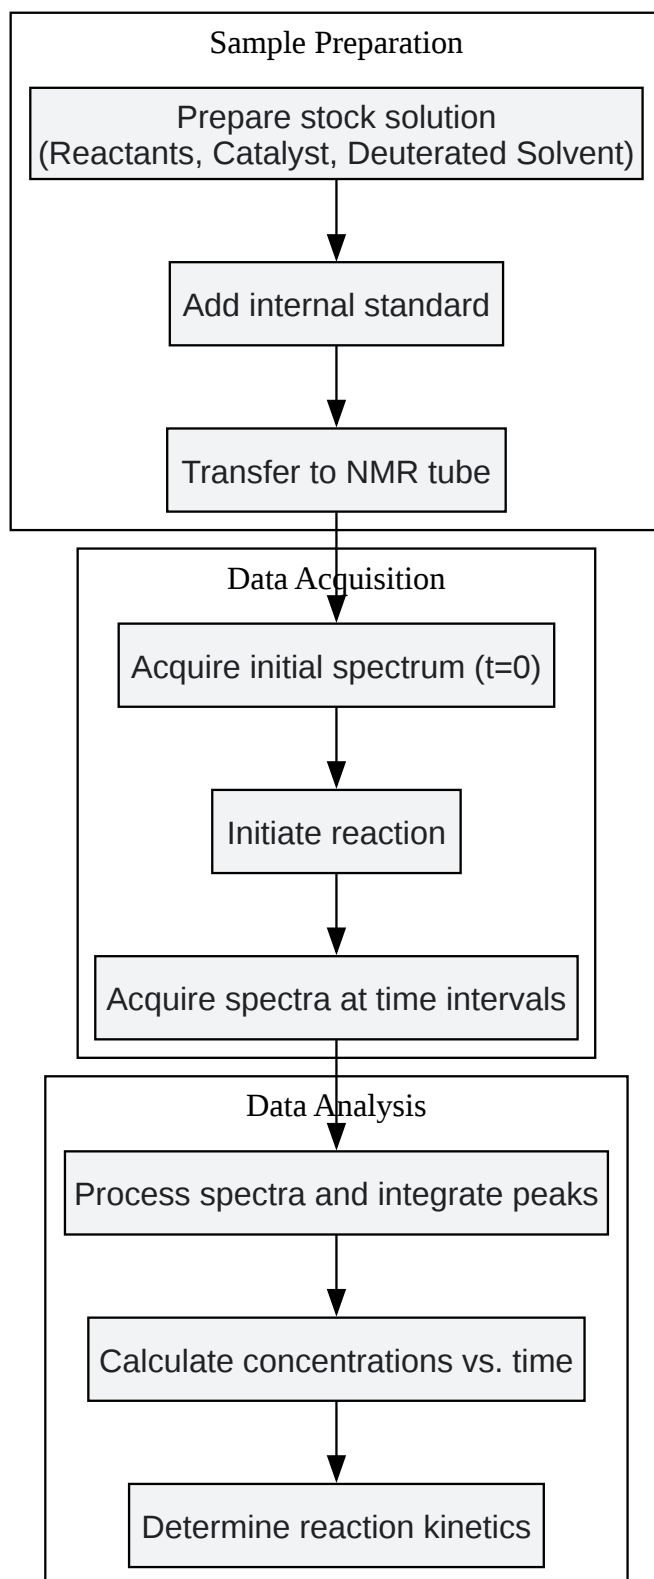 Sample Preparation
Prepare stock solution
(Reactants, Catalyst, Deuterated Solvent)
Add internal standard
Transfer to NMR tube
Data Acquisition
Acquire initial spectrum (t=0)
Initiate reaction
Acquire spectra at time intervals
Data Analysis
Process spectra and integrate peaks
Calculate concentrations vs. time
Determine reaction kinetics